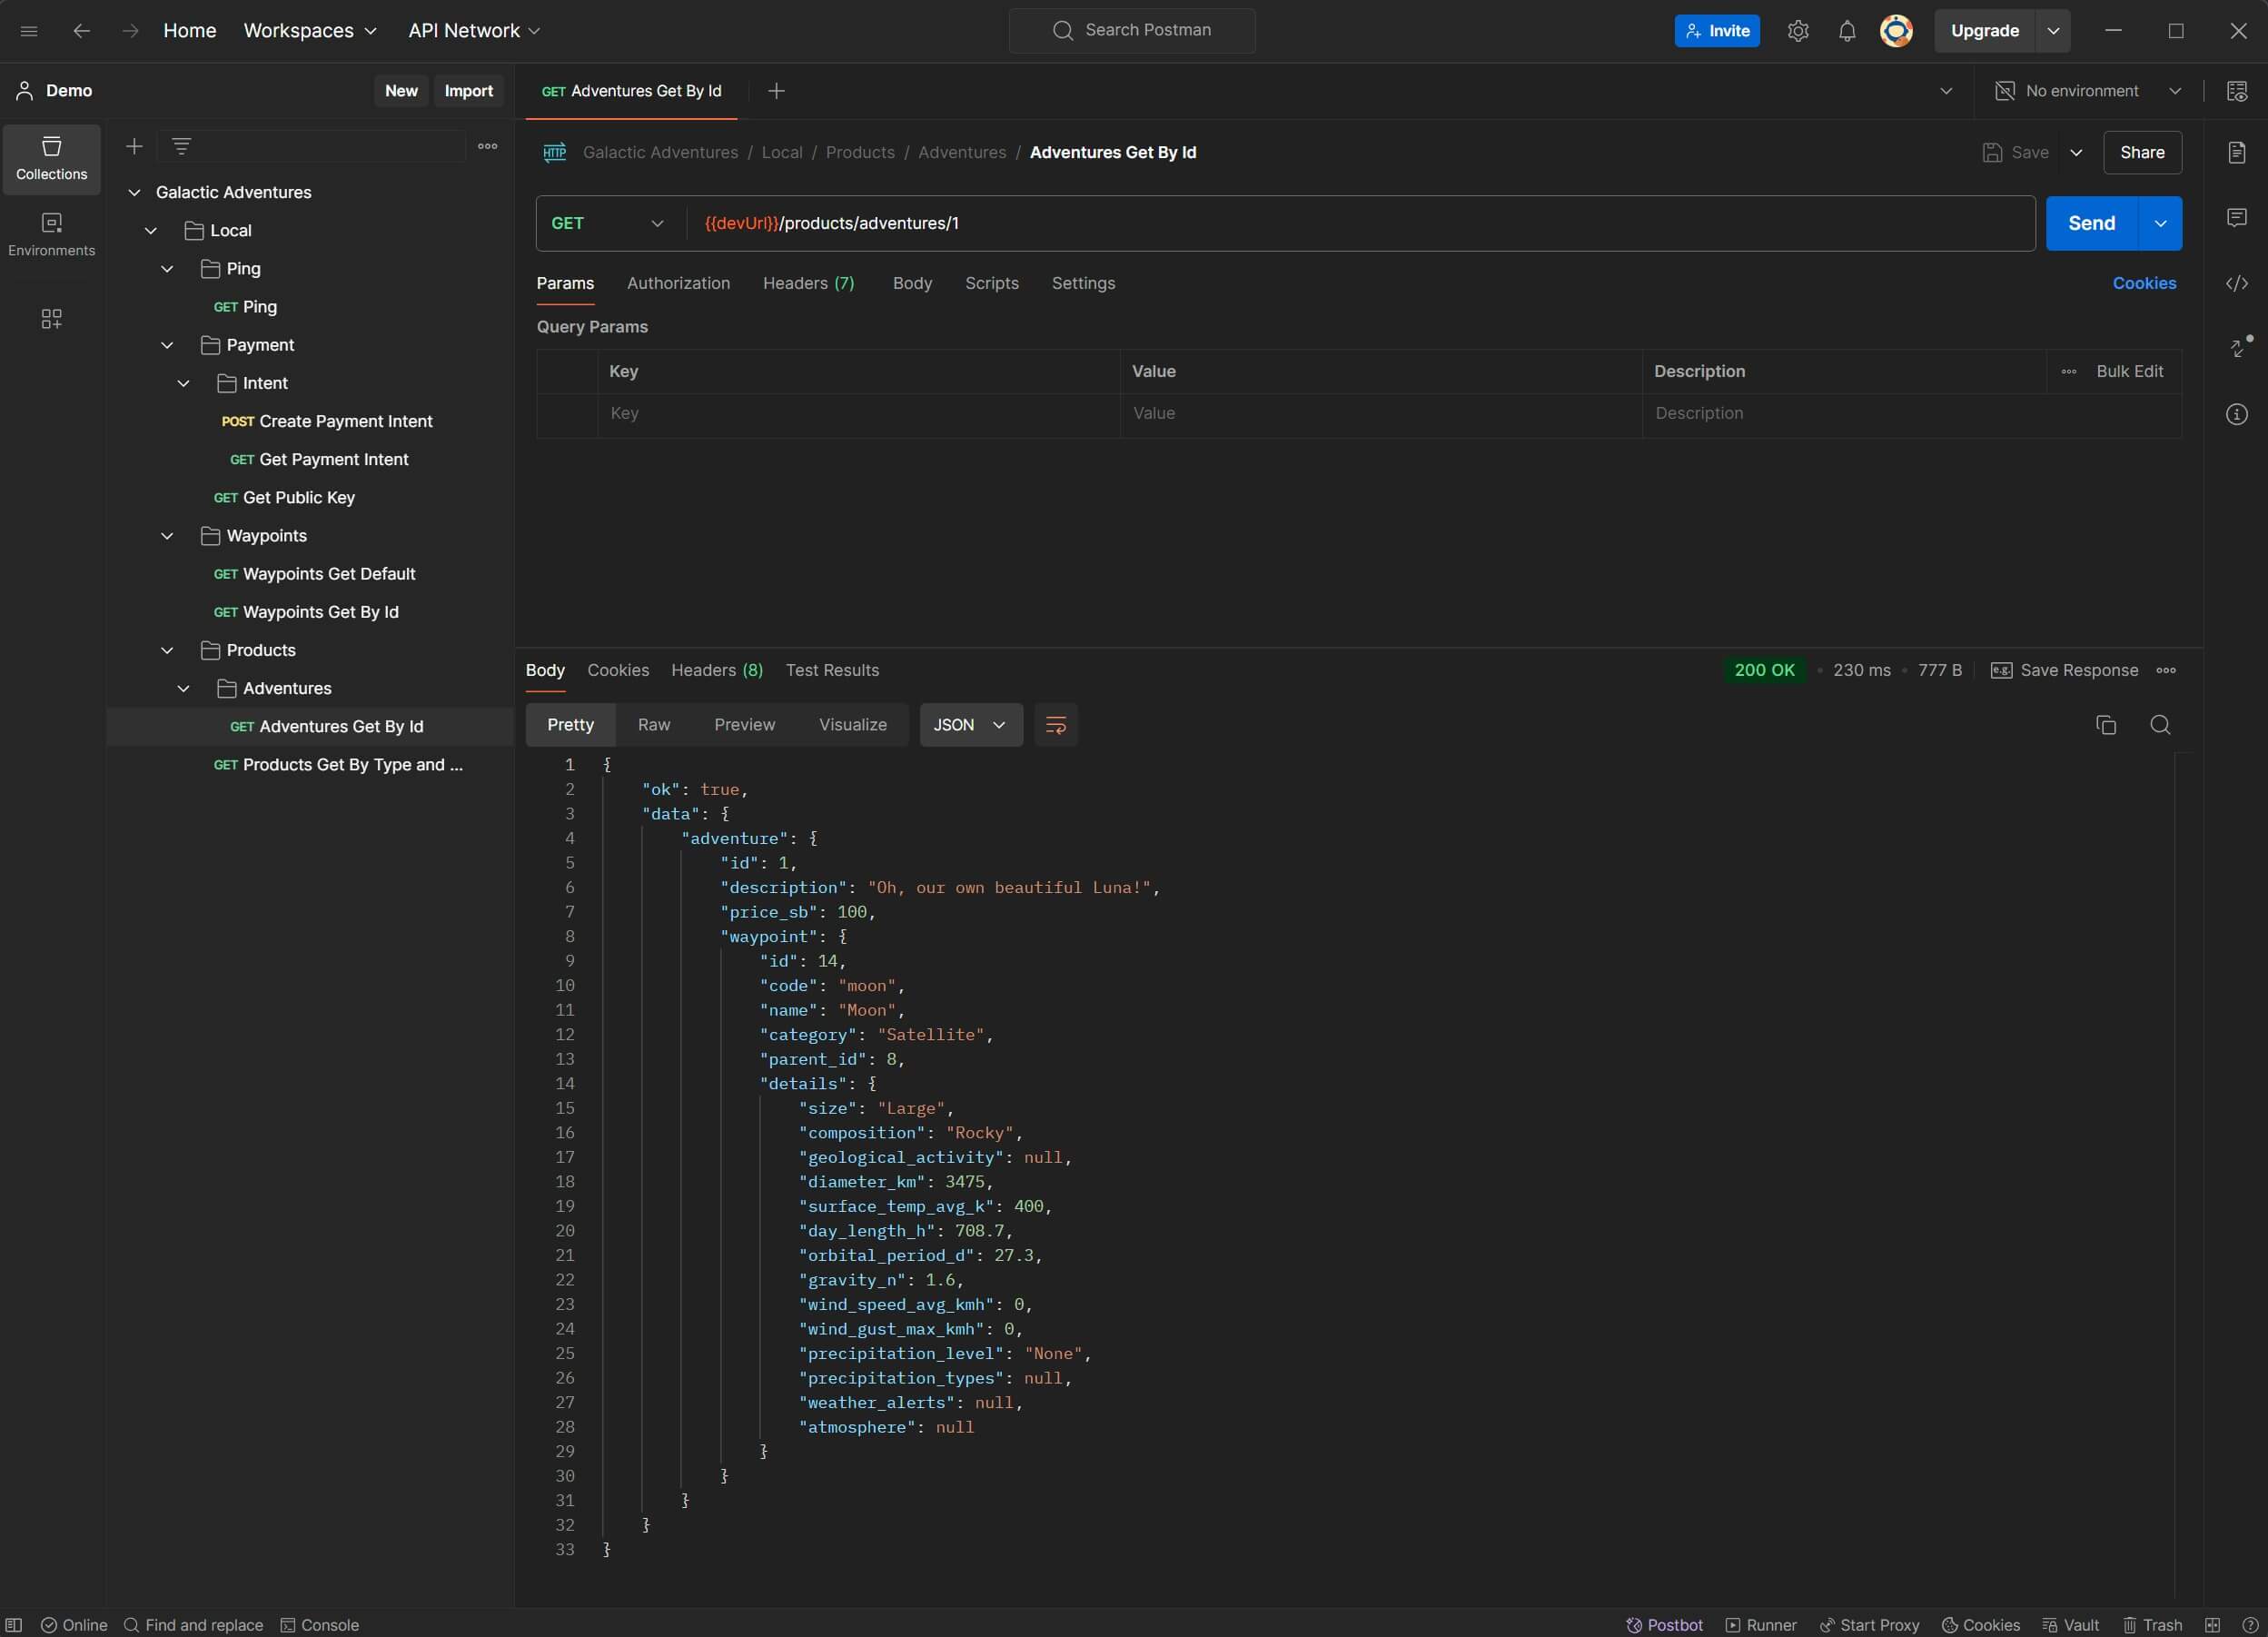 Home Workspaces API Network Search Postman Invite Upgrade
Demo New Import
Collections
Environments
Galactic Adventures
Local
Ping
GET Ping
Payment
Intent
POST Create Payment Intent
GET Get Payment Intent
GET Get Public Key
Waypoints
GET Waypoints Get Default
GET Waypoints Get By Id
Products
Adventures
GET Adventures Get By Id
GET Products Get By Type and ...
GET Adventures Get By Id No environment
HTTP Galactic Adventures / Local / Products / Adventures / Adventures Get By Id Save Share
GET {{devUrl}}/products/adventures/1 Send
Params Authorization Headers (7) Body Scripts Settings Cookies
Query Params
Key Value Description Bulk Edit
Key Value Description
Body Cookies Headers (8) Test Results 200 OK 230 ms 777 B e.g. Save Response
Pretty Raw Preview Visualize JSON
1 {
2 "ok": true,
3 "data": {
4 "adventure": {
5 "id": 1,
6 "description": "Oh, our own beautiful Luna!",
7 "price_sb": 100,
8 "waypoint": {
9 "id": 14,
10 "code": "moon",
11 "name": "Moon",
12 "category": "Satellite",
13 "parent_id": 8,
14 "details": {
15 "size": "Large",
16 "composition": "Rocky",
17 "geological_activity": null,
18 "diameter_km": 3475,
19 "surface_temp_avg_k": 400,
20 "day_length_h": 708.7,
21 "orbital_period_d": 27.3,
22 "gravity_n": 1.6,
23 "wind_speed_avg_kmh": 0,
24 "wind_gust_max_kmh": 0,
25 "precipitation_level": "None",
26 "precipitation_types": null,
27 "weather_alerts": null,
28 "atmosphere": null
29 }
30 }
31 }
32 }
33 }
Online Find and replace Console Postbot Runner Start Proxy Cookies Vault Trash